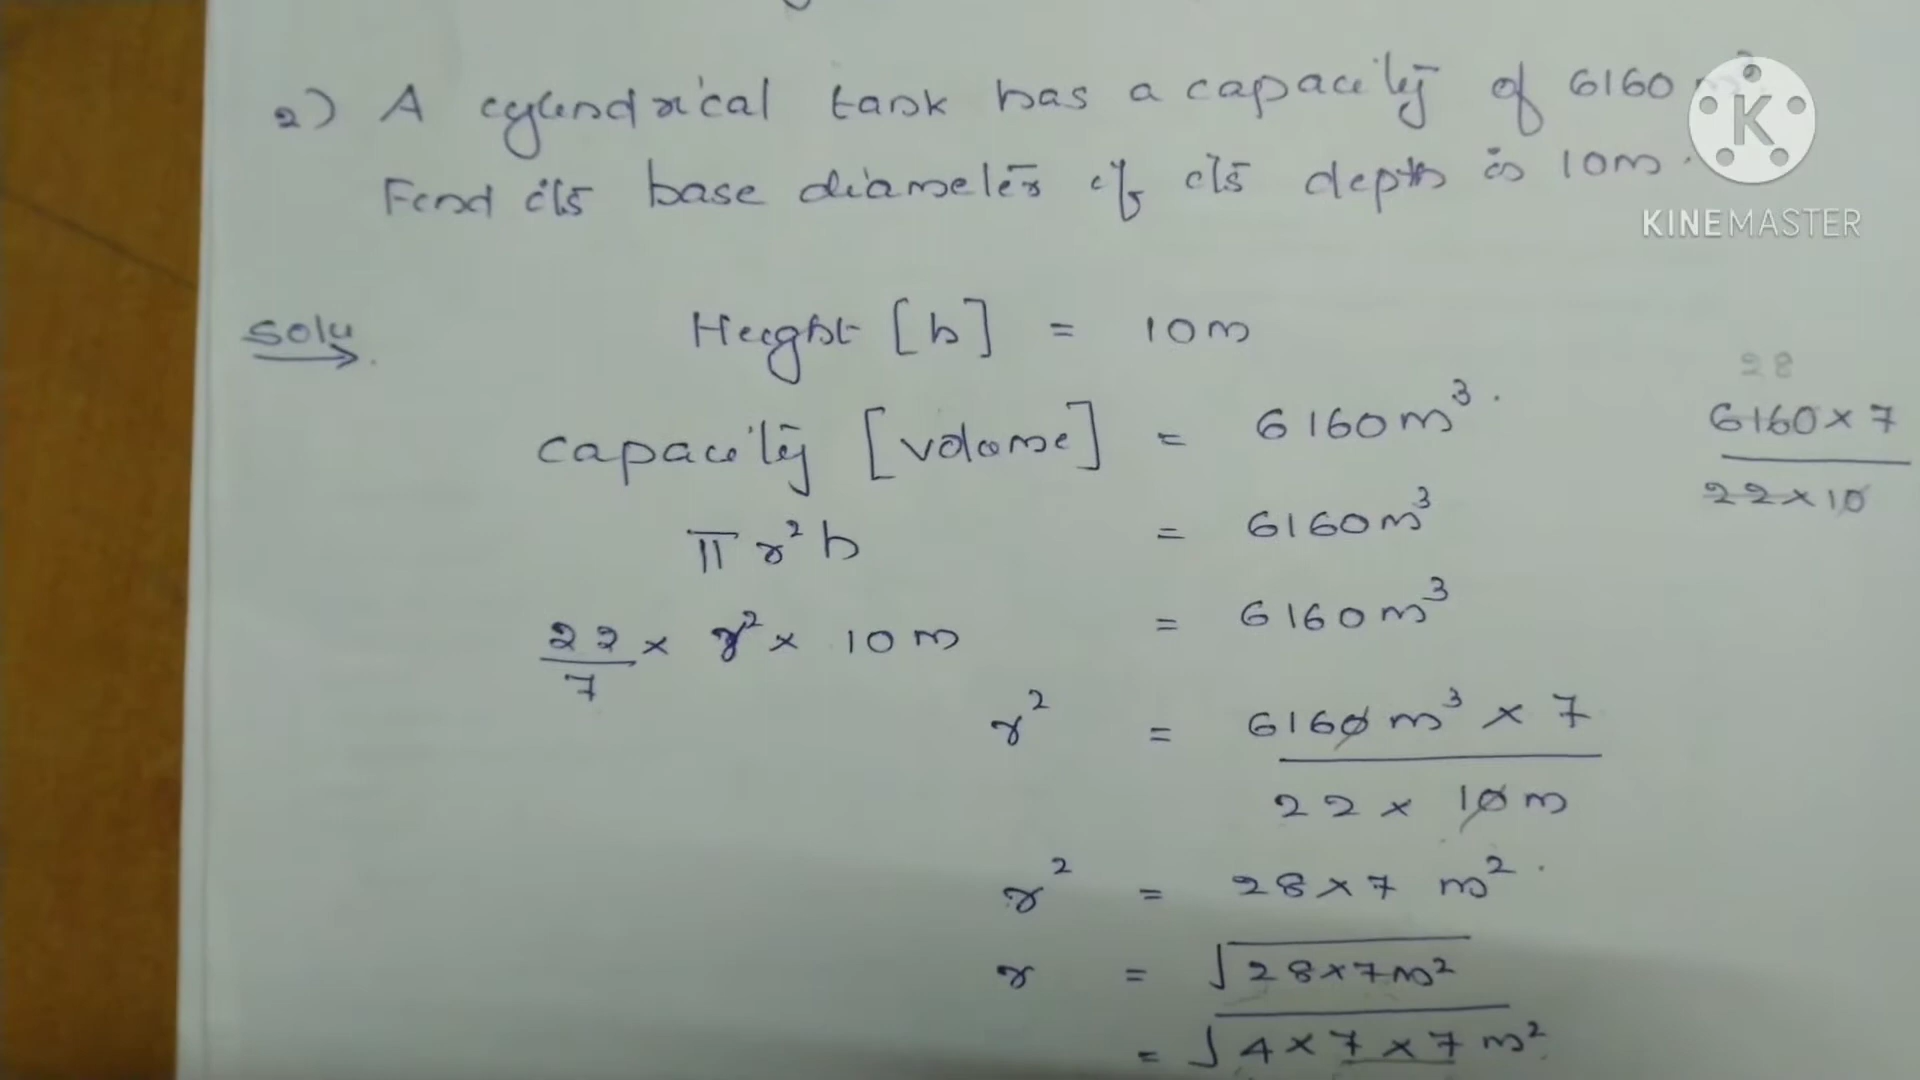 2) A cylindrical tank has a capacity of 6160
Find its base diameter if its depth is 10m.
K
KINEMASTER
Solu
Height [h] = 10m
capacity [volume] = 6160m³.
πr²h = 6160m³
22/7 × r² × 10m = 6160m³
r² = 6160m³ × 7 / 22 × 10m
r² = 28×7 m².
r = √28×7m²
= √4×7×7m²
28
6160×7
22×10